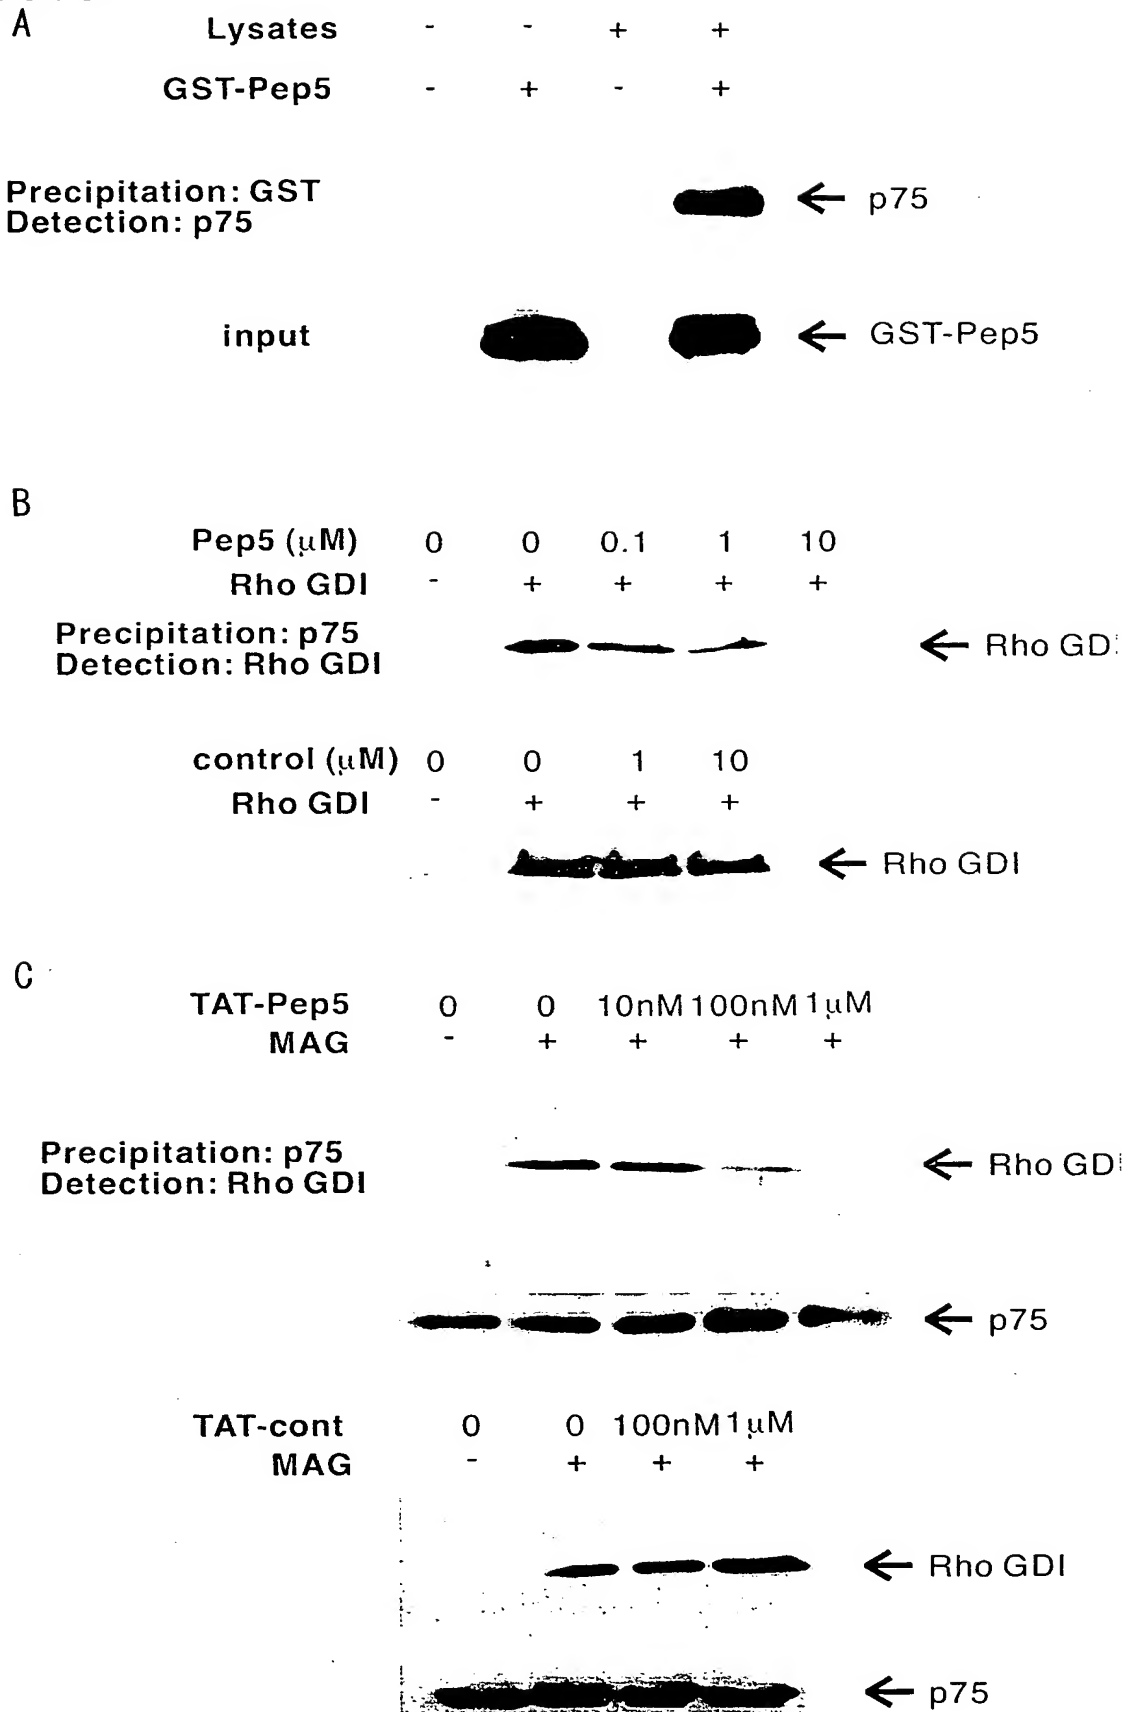 A
Lysates - - + +
GST-Pep5 - + - +
Precipitation: GST
Detection: p75
← p75
input
← GST-Pep5
B
Pep5 (μM) 0 0 0.1 1 10
Rho GDI - + + + +
Precipitation: p75
Detection: Rho GDI
← Rho GD
control (μM) 0 0 1 10
Rho GDI - + + +
← Rho GDI
C
TAT-Pep5 0 0 10nM 100nM 1μM
MAG - + + + +
Precipitation: p75
Detection: Rho GDI
← Rho GD
← p75
TAT-cont 0 0 100nM 1μM
MAG - + + +
← Rho GDI
← p75